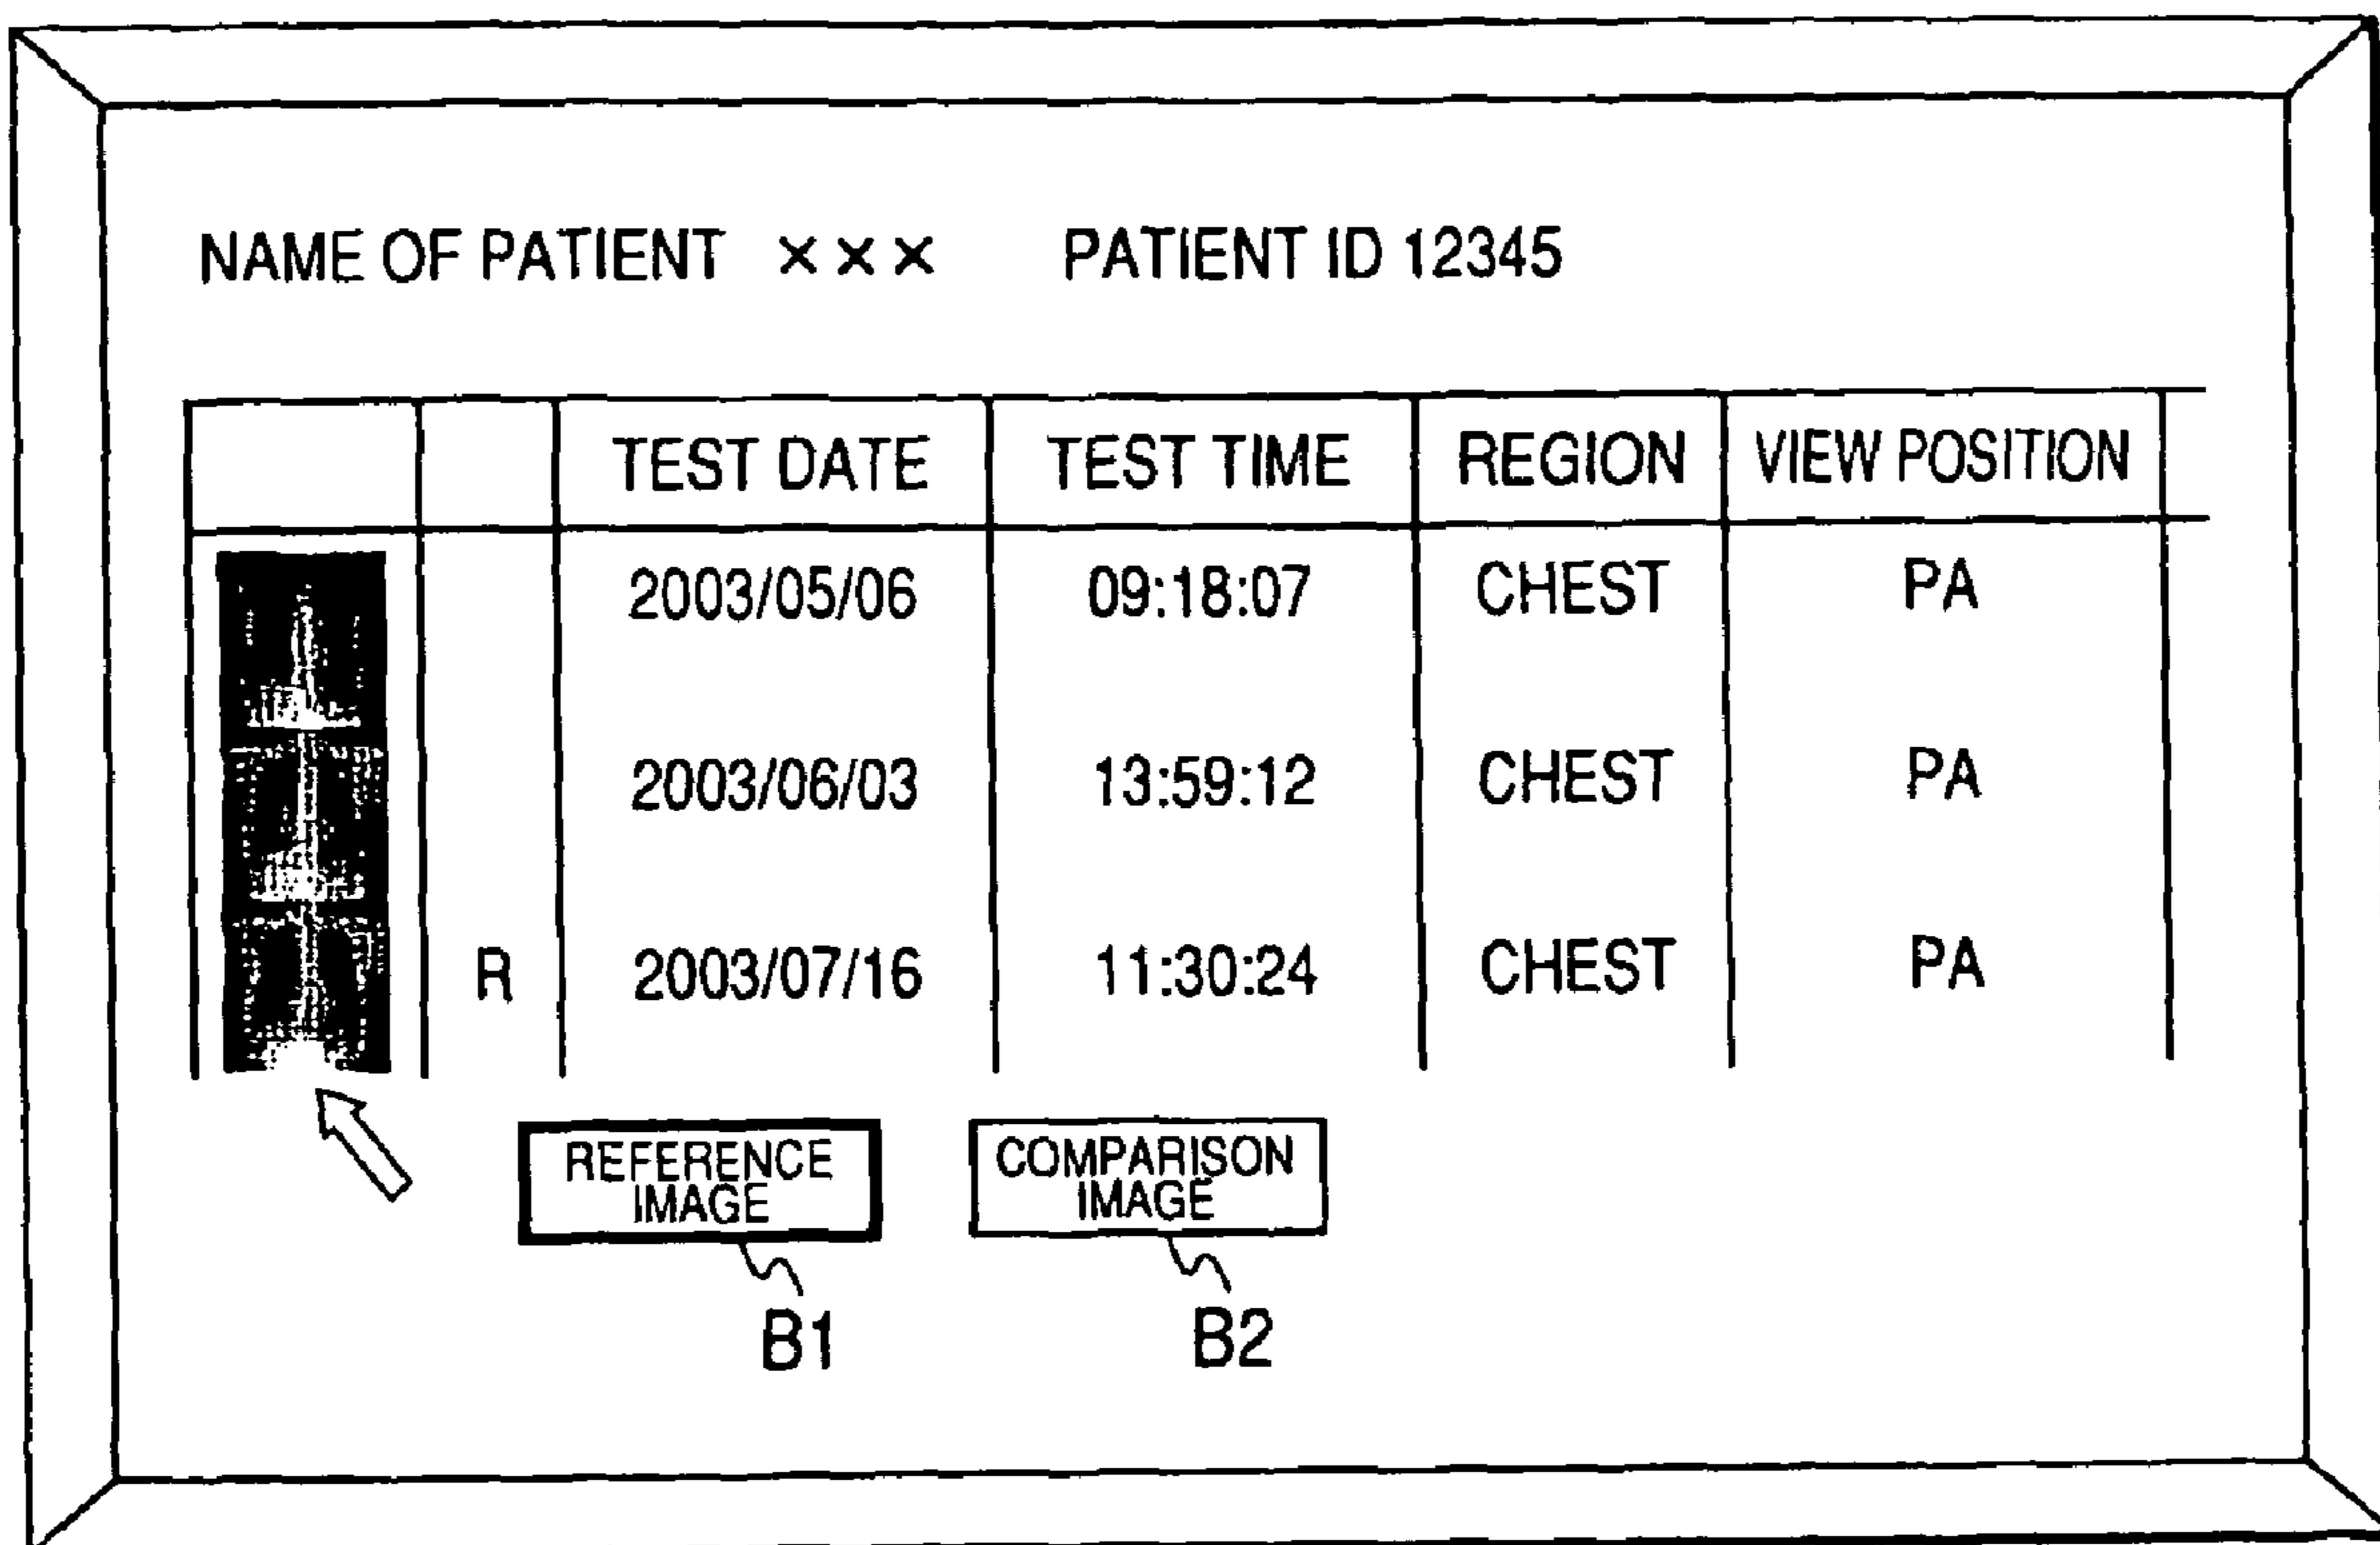 NAME OF PATIENT ××× PATIENT ID 12345
TEST DATE TEST TIME REGION VIEW POSITION
2003/05/06 09:18:07 CHEST PA
2003/06/03 13:59:12 CHEST PA
R 2003/07/16 11:30:24 CHEST PA
REFERENCE IMAGE
COMPARISON IMAGE
B1 B2